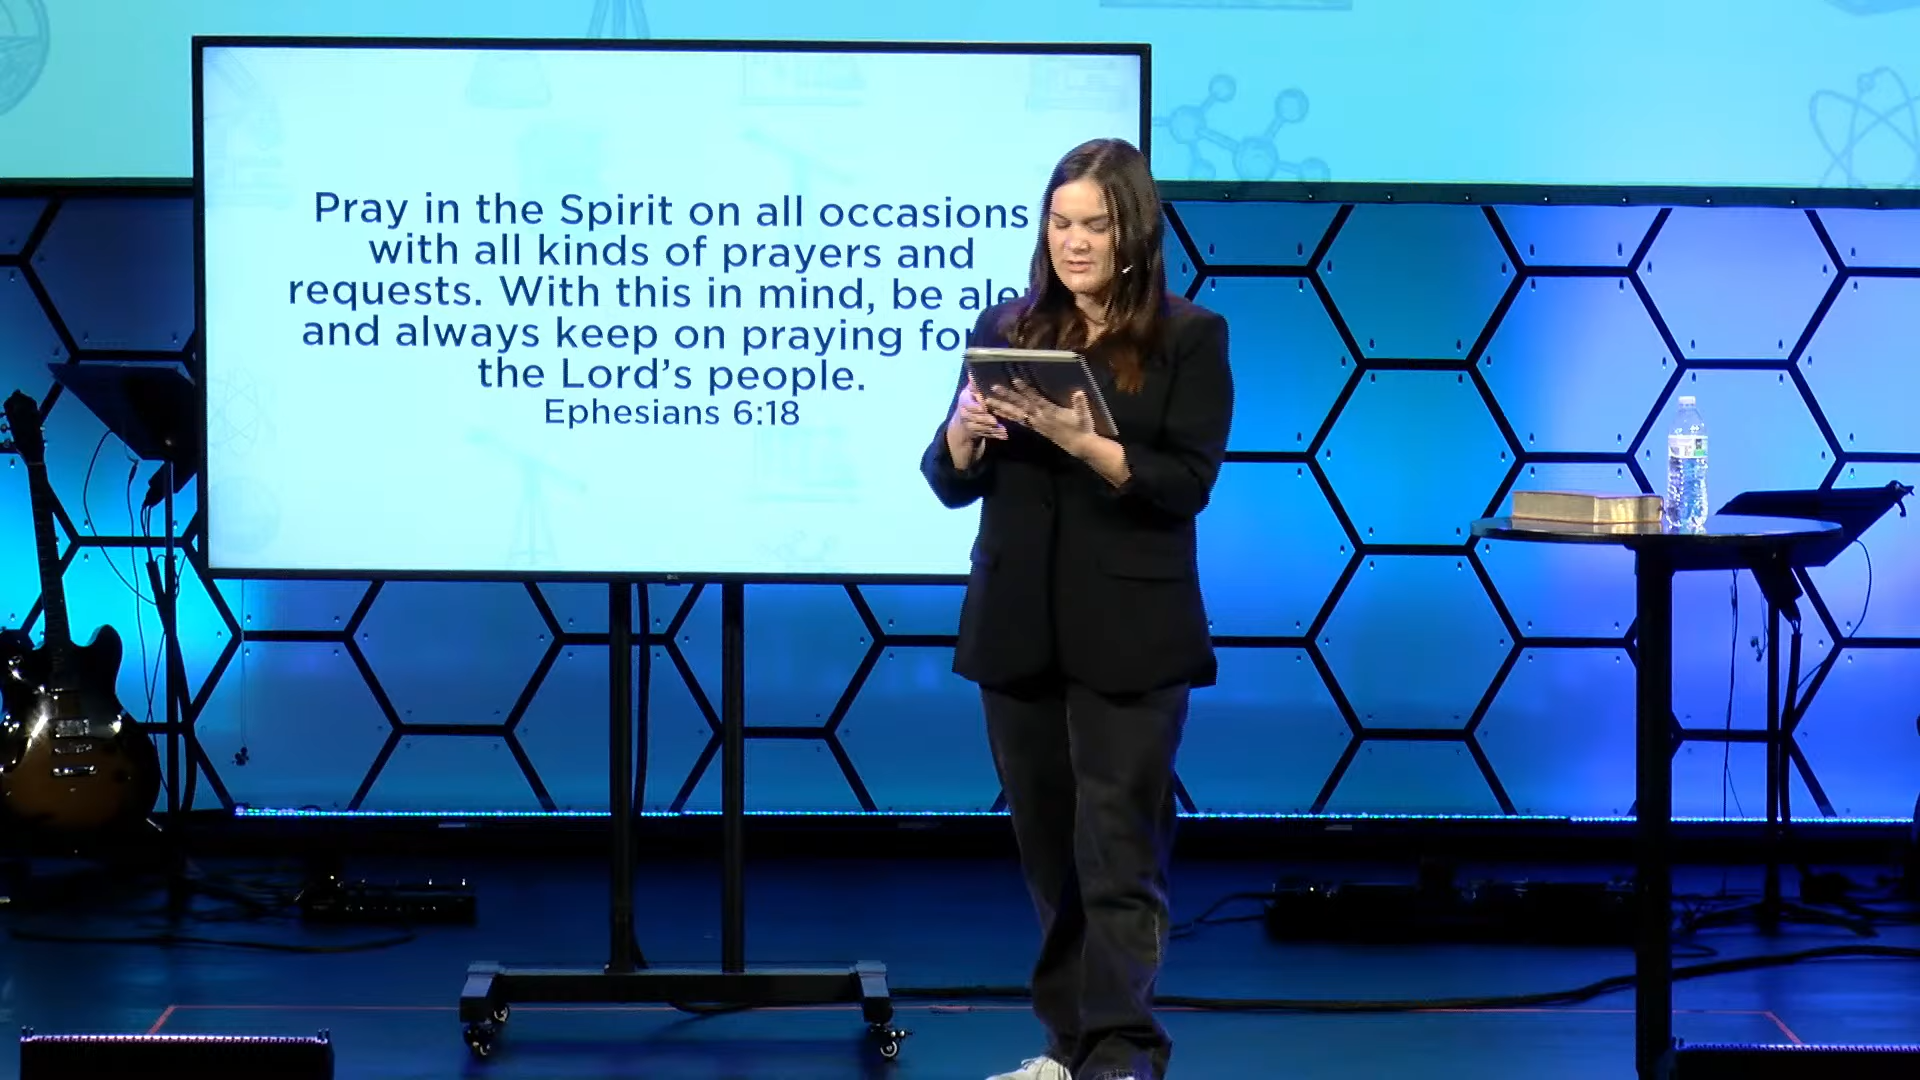 Pray in the Spirit on all occasions
with all kinds of prayers and
requests. With this in mind, be
and always keep on praying
the Lord's people.
Ephesians 6:18